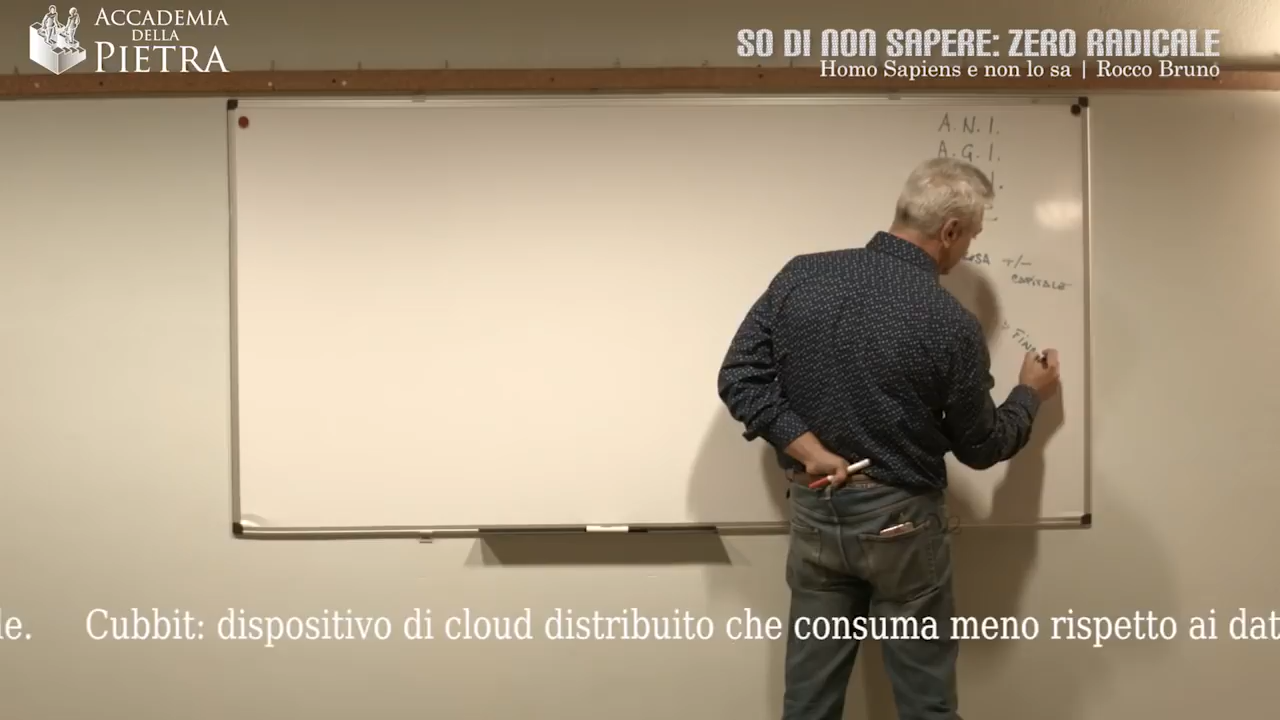 ACCADEMIA
DELLA
PIETRA
SO DI NON SAPERE: ZERO RADICALE
Homo Sapiens e non lo sa | Rocco Bruno
A. N. I.
A. G. I.
I.
+/-
CAPITALE
le. Cubbit: dispositivo di cloud distribuito che consuma meno rispetto ai dat